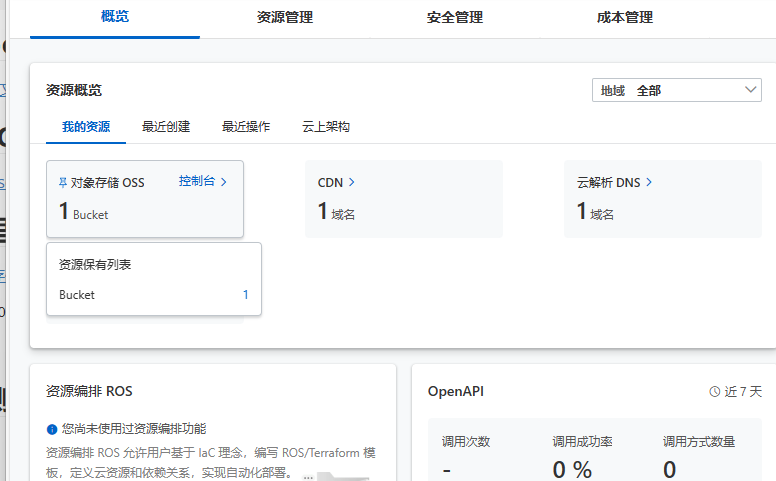 概览 资源管理 安全管理 成本管理
资源概览
地域 全部
我的资源 最近创建 最近操作 云上架构
对象存储 OSS 控制台
1 Bucket
CDN
1 域名
云解析 DNS
1 域名
资源保有列表
Bucket 1
资源编排 ROS
您尚未使用过资源编排功能
资源编排 ROS 允许用户基于 IaC 理念，编写 ROS/Terraform 模
板，定义云资源和依赖关系，实现自动化部署。
OpenAPI 近 7 天
调用次数 调用成功率 调用方式数量
- 0 % 0